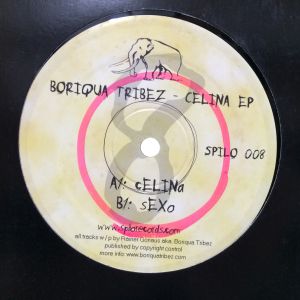 BORIQUA TRIBEZ - CELINA EP
SPILO 008
A/: CELINA
B/: SEXO
www.spilorecords.com
all tracks w / p by Rainer Gonaus aka. Boriqua Tribez
published by copyright control
more info: www.boriquatribez.com